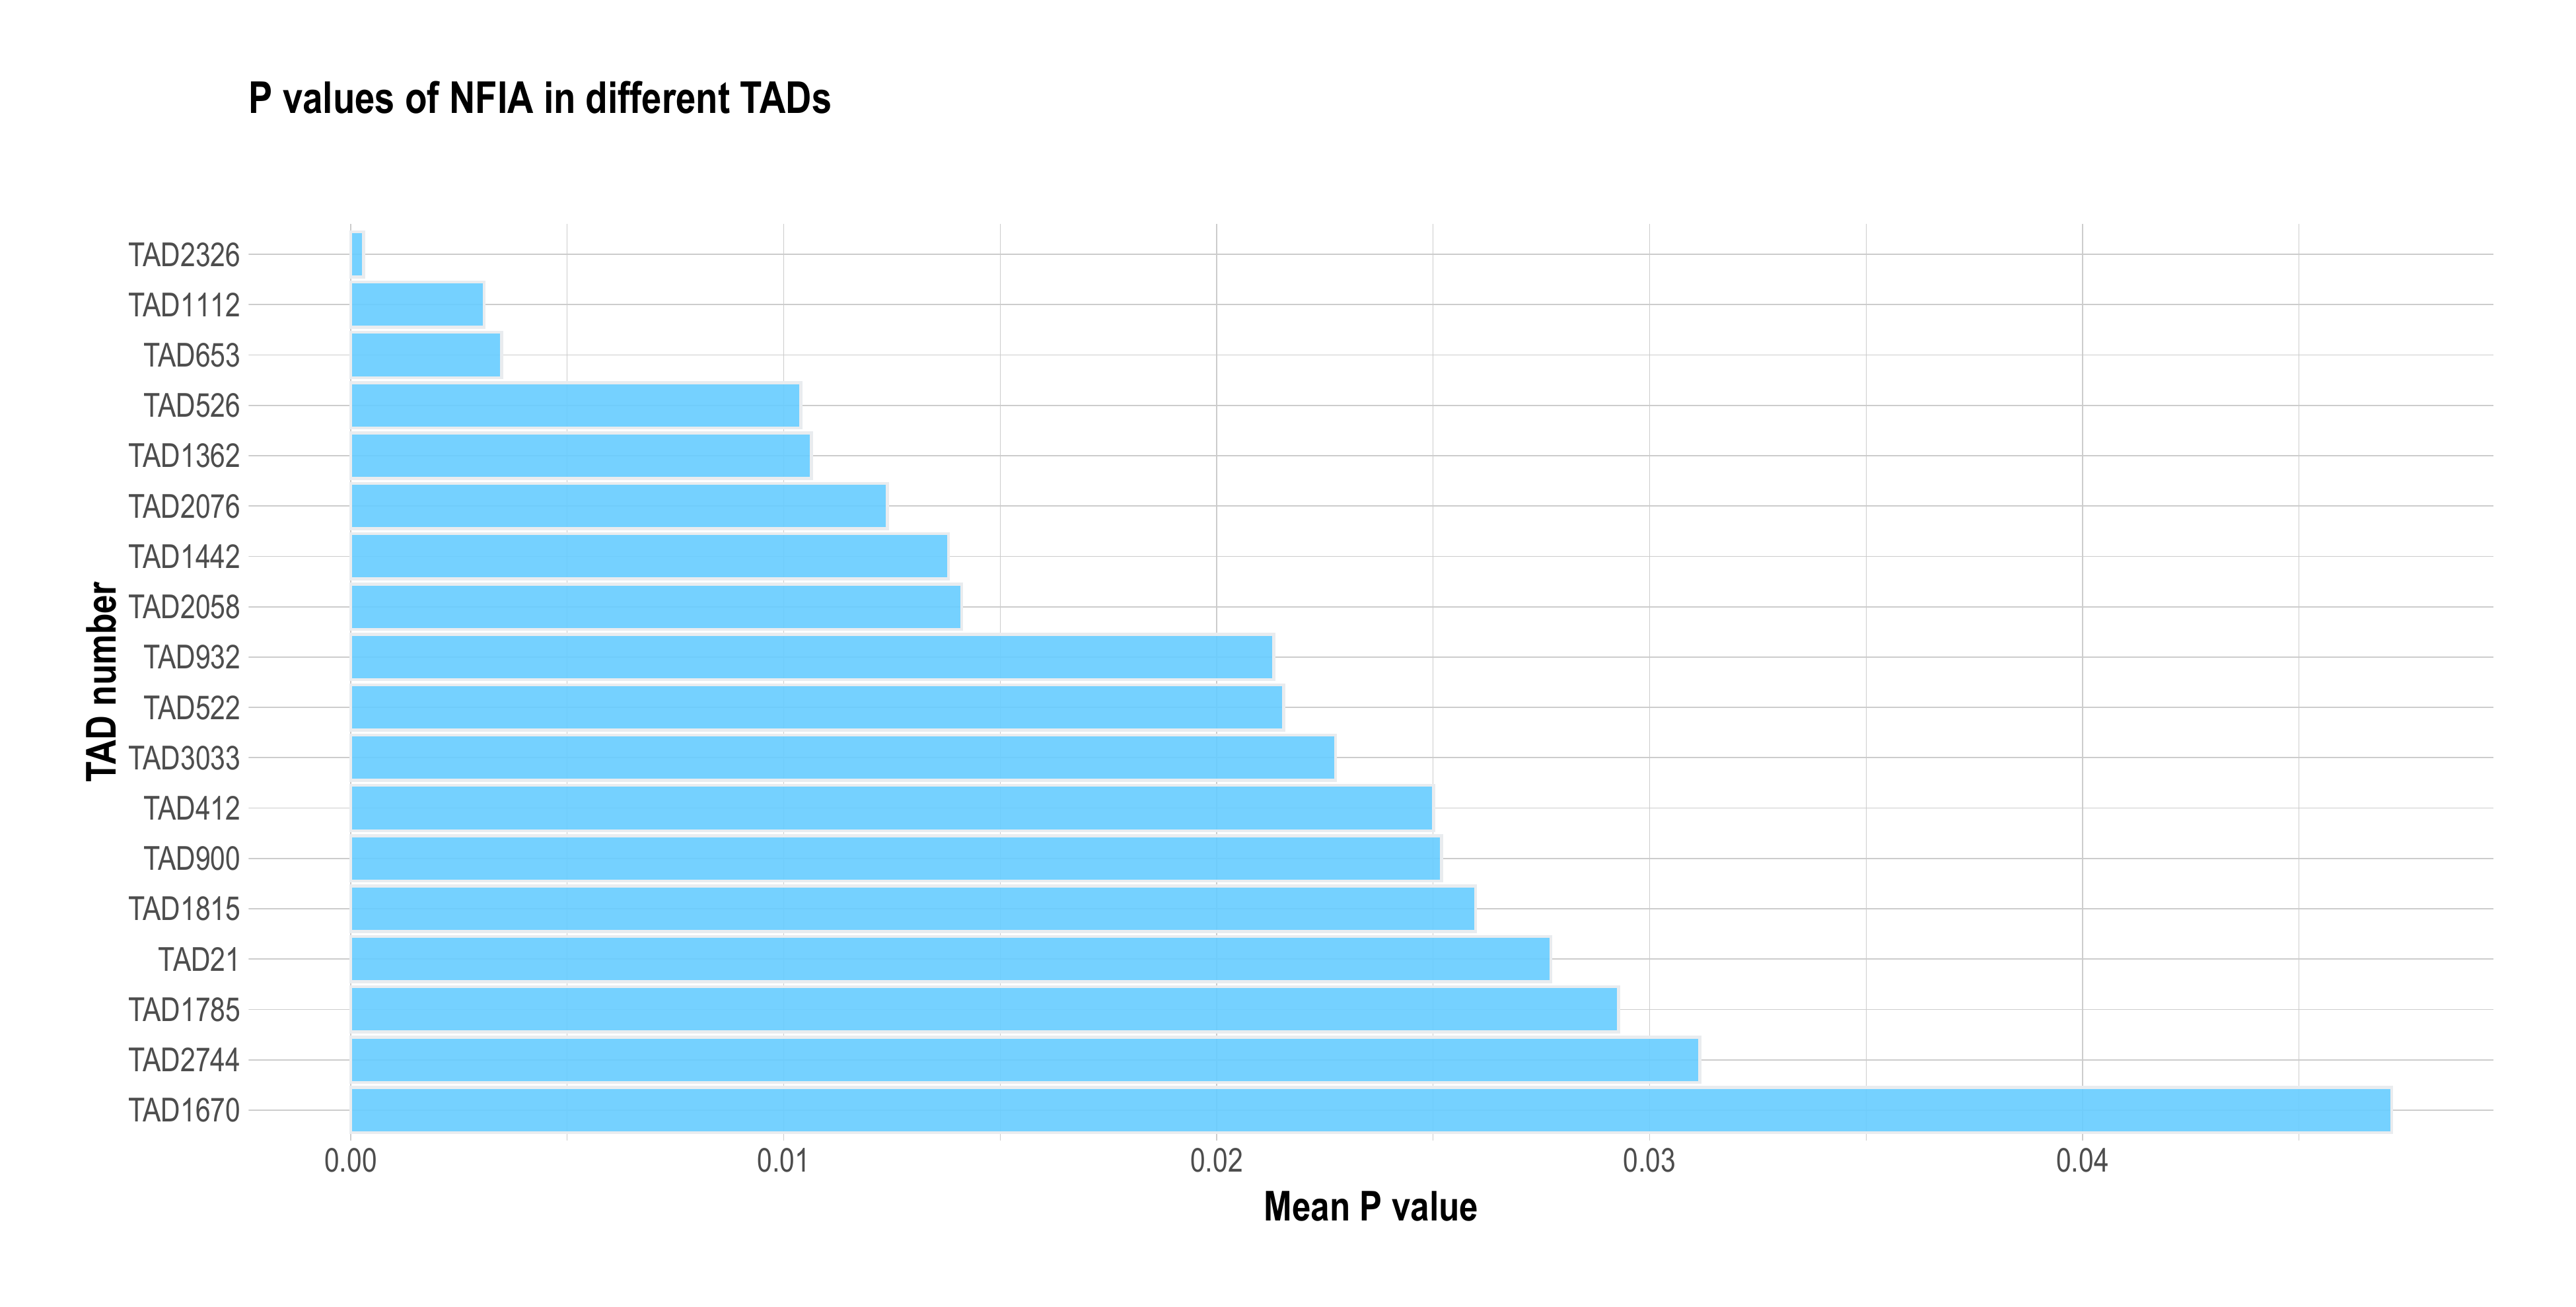 P values of NFIA in different TADs
TAD2326
TAD1112
TAD653
TAD526
TAD1362
TAD2076
TAD1442
TAD2058
TAD932
TAD522
TAD3033
TAD412
TAD900
TAD1815
TAD21
TAD1785
TAD2744
TAD1670
TAD number
0.00 0.01 0.02 0.03 0.04
Mean P value